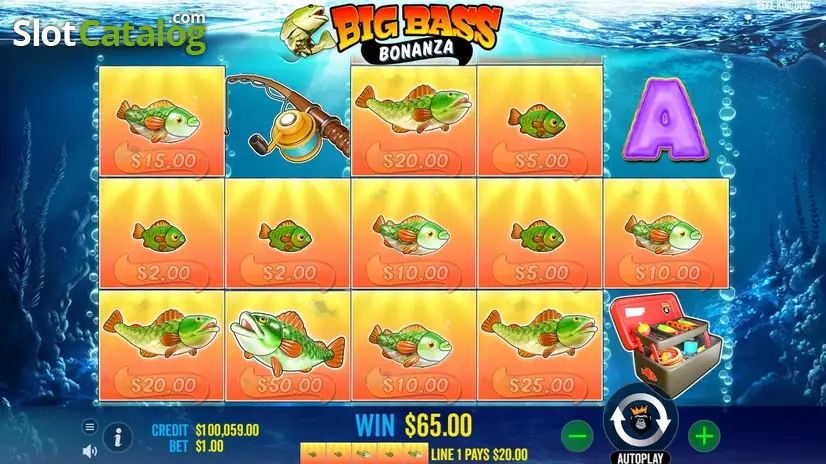 SlotCatalog.com
BIG BASS
BONANZA
REEL KINGDOM
$15.00
$20.00
$5.00
A
$2.00
$2.00
$10.00
$5.00
$10.00
$20.00
$50.00
$10.00
$25.00
CREDIT $100,059.00
BET $1.00
WIN $65.00
LINE 1 PAYS $20.00
AUTOPLAY